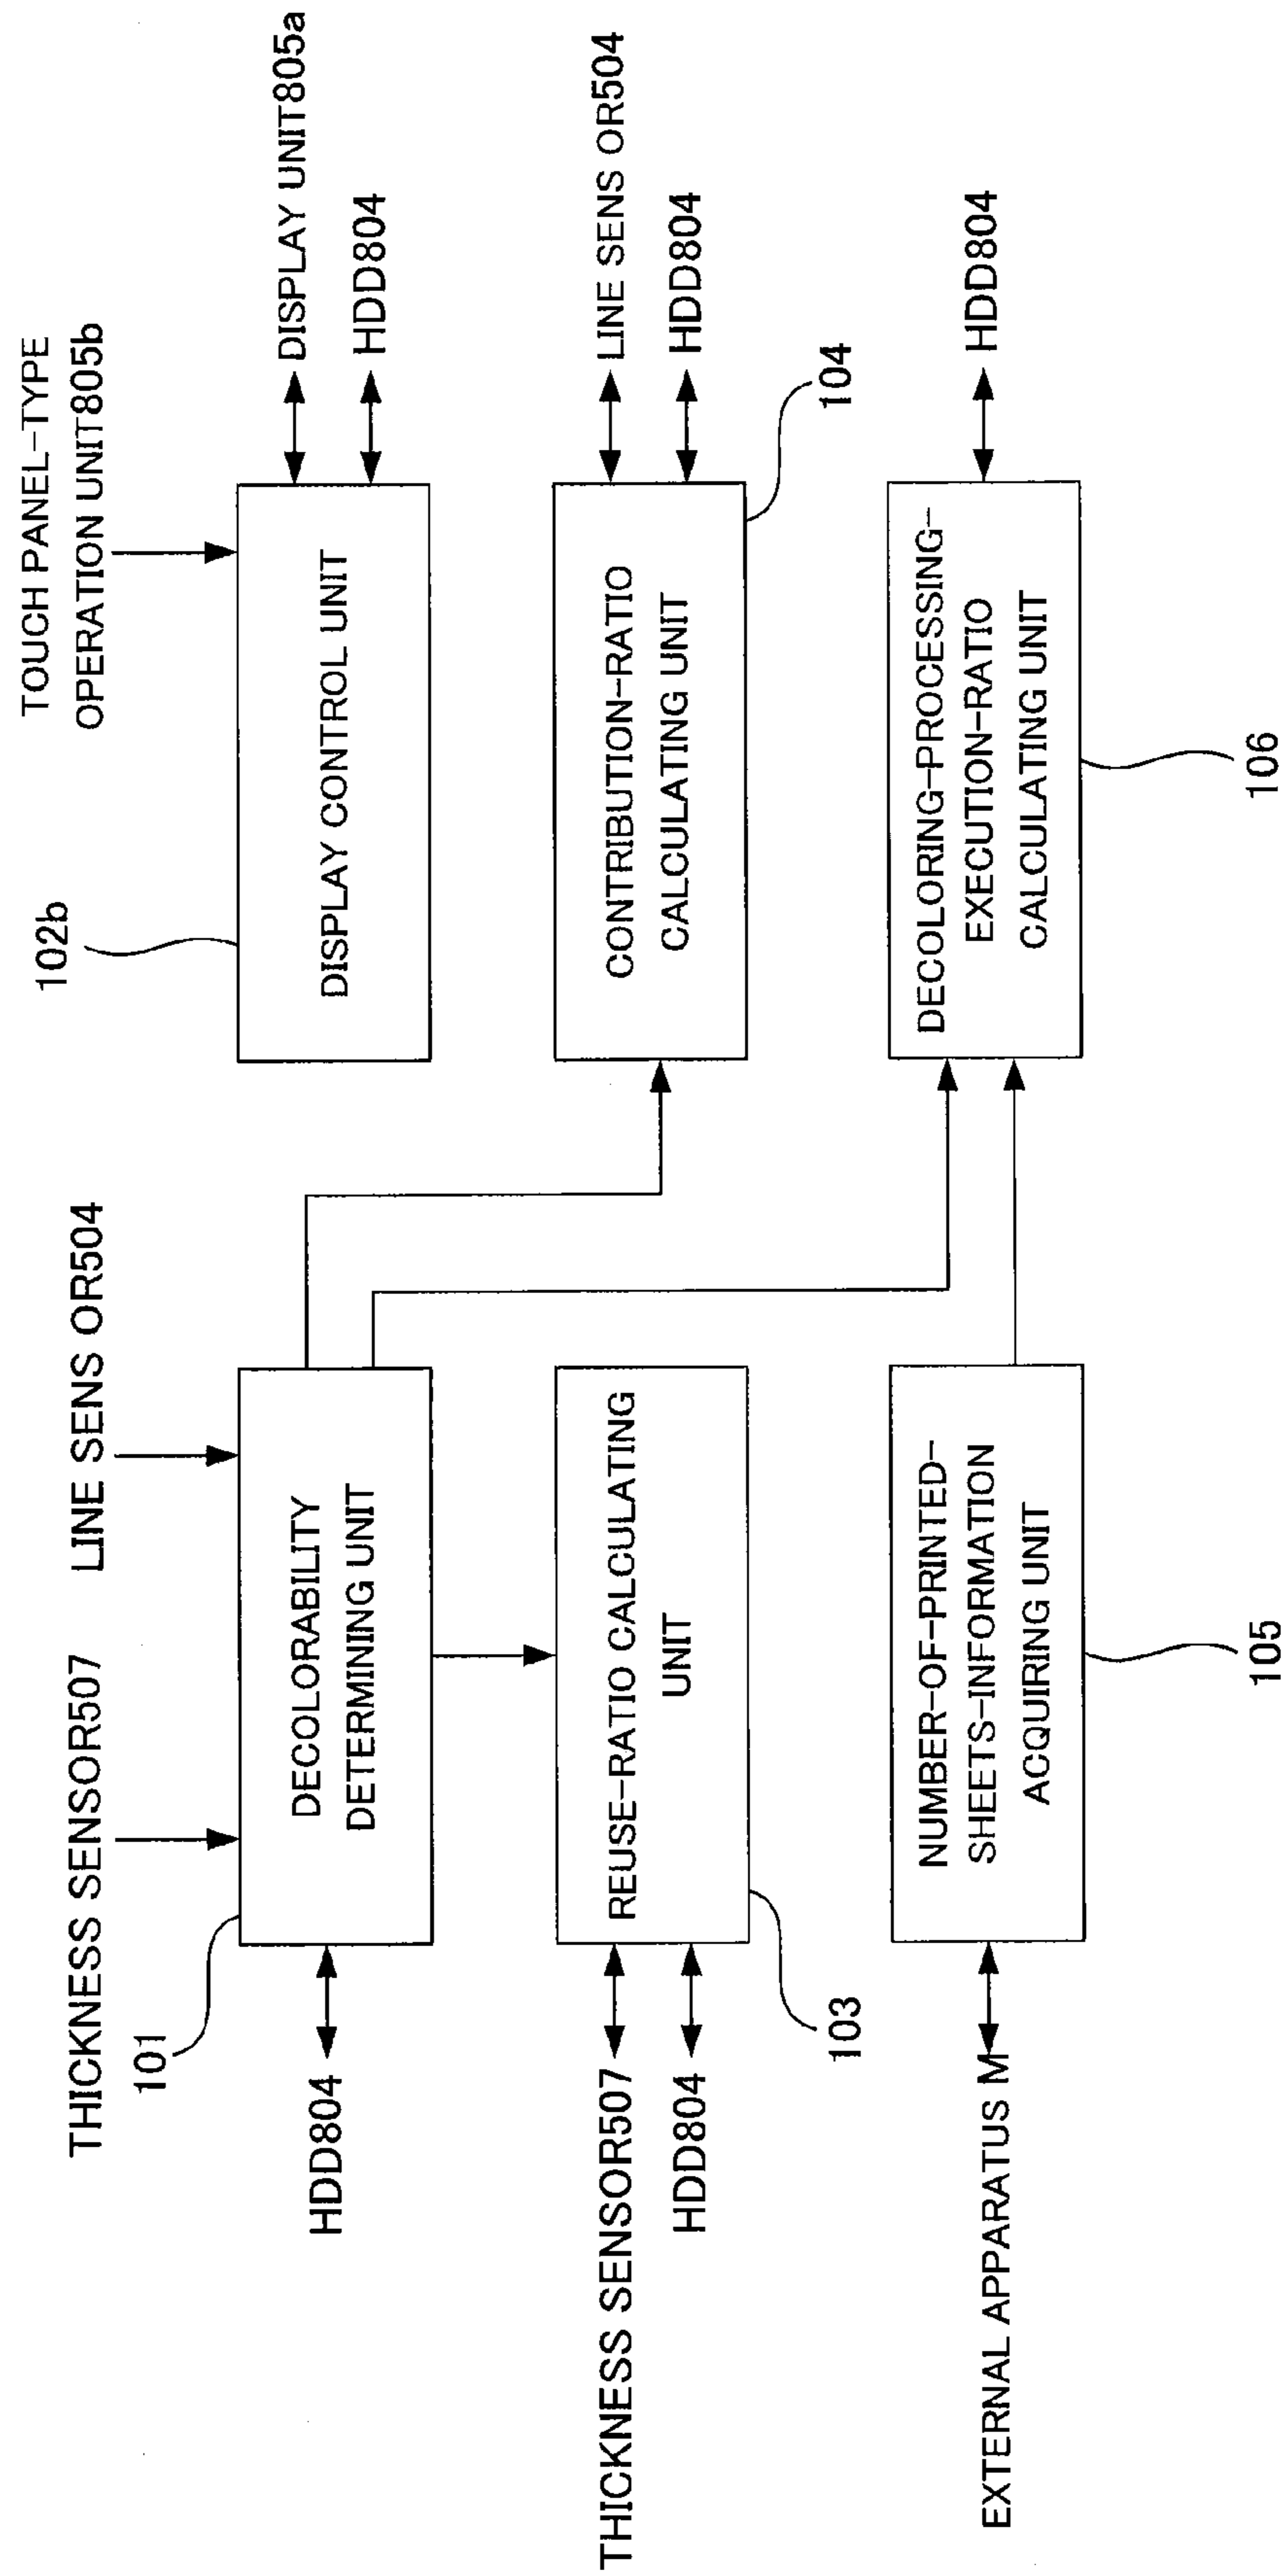 THICKNESS SENSOR507
LINE SENS OR504
TOUCH PANEL-TYPE
OPERATION UNIT805b
101
102b
HDD804
DECOLORABILITY
DETERMINING UNIT
DISPLAY CONTROL UNIT
DISPLAY UNIT805a
HDD804
THICKNESS SENSOR507
HDD804
REUSE-RATIO CALCULATING
UNIT
103
CONTRIBUTION-RATIO
CALCULATING UNIT
LINE SENS OR504
HDD804
104
EXTERNAL APPARATUS M
NUMBER-OF-PRINTED-
SHEETS-INFORMATION
ACQUIRING UNIT
105
DECOLORING-PROCESSING-
EXECUTION-RATIO
CALCULATING UNIT
106
HDD804